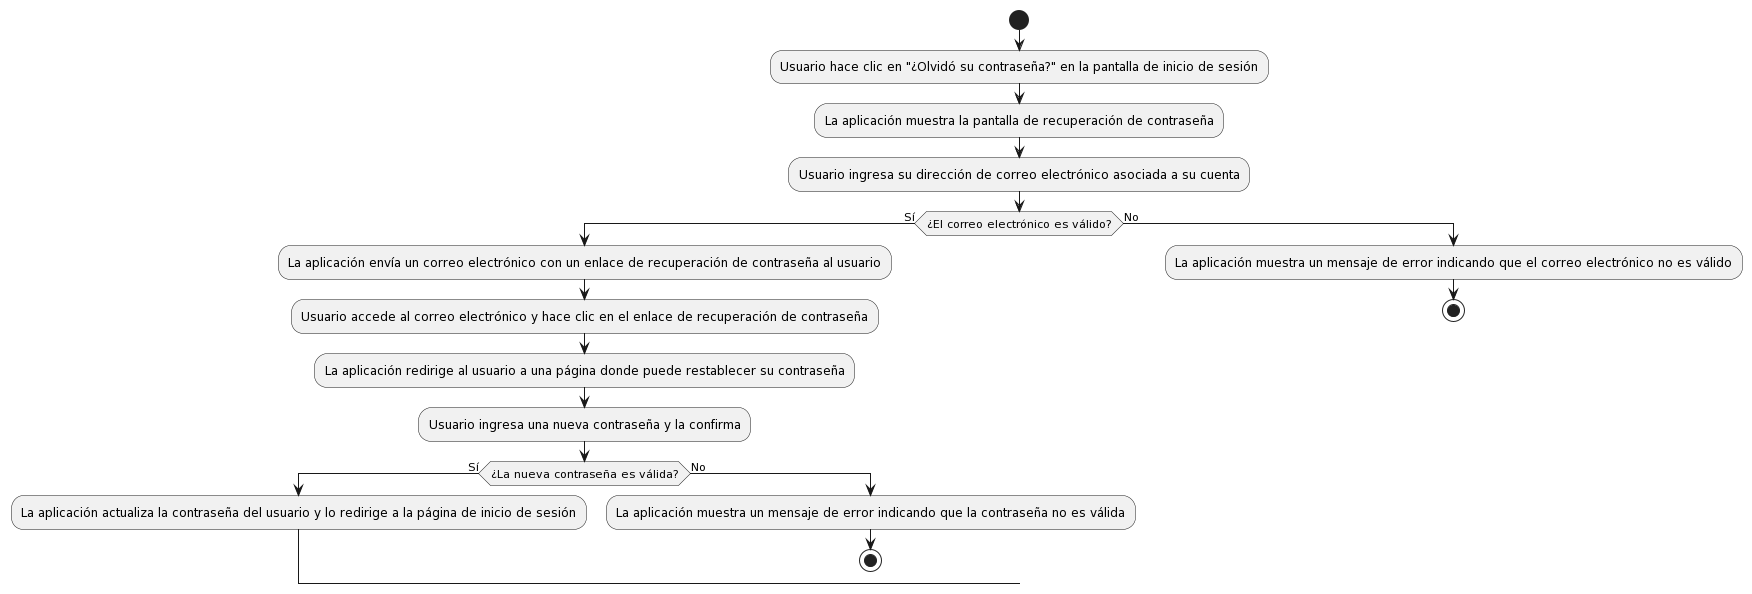 Usuario hace clic en "¿Olvidó su contraseña?" en la pantalla de inicio de sesión
La aplicación muestra la pantalla de recuperación de contraseña
Usuario ingresa su dirección de correo electrónico asociada a su cuenta
Sí
¿El correo electrónico es válido?
No
La aplicación envía un correo electrónico con un enlace de recuperación de contraseña al usuario
La aplicación muestra un mensaje de error indicando que el correo electrónico no es válido
Usuario accede al correo electrónico y hace clic en el enlace de recuperación de contraseña
La aplicación redirige al usuario a una página donde puede restablecer su contraseña
Usuario ingresa una nueva contraseña y la confirma
Sí
¿La nueva contraseña es válida?
No
La aplicación actualiza la contraseña del usuario y lo redirige a la página de inicio de sesión
La aplicación muestra un mensaje de error indicando que la contraseña no es válida